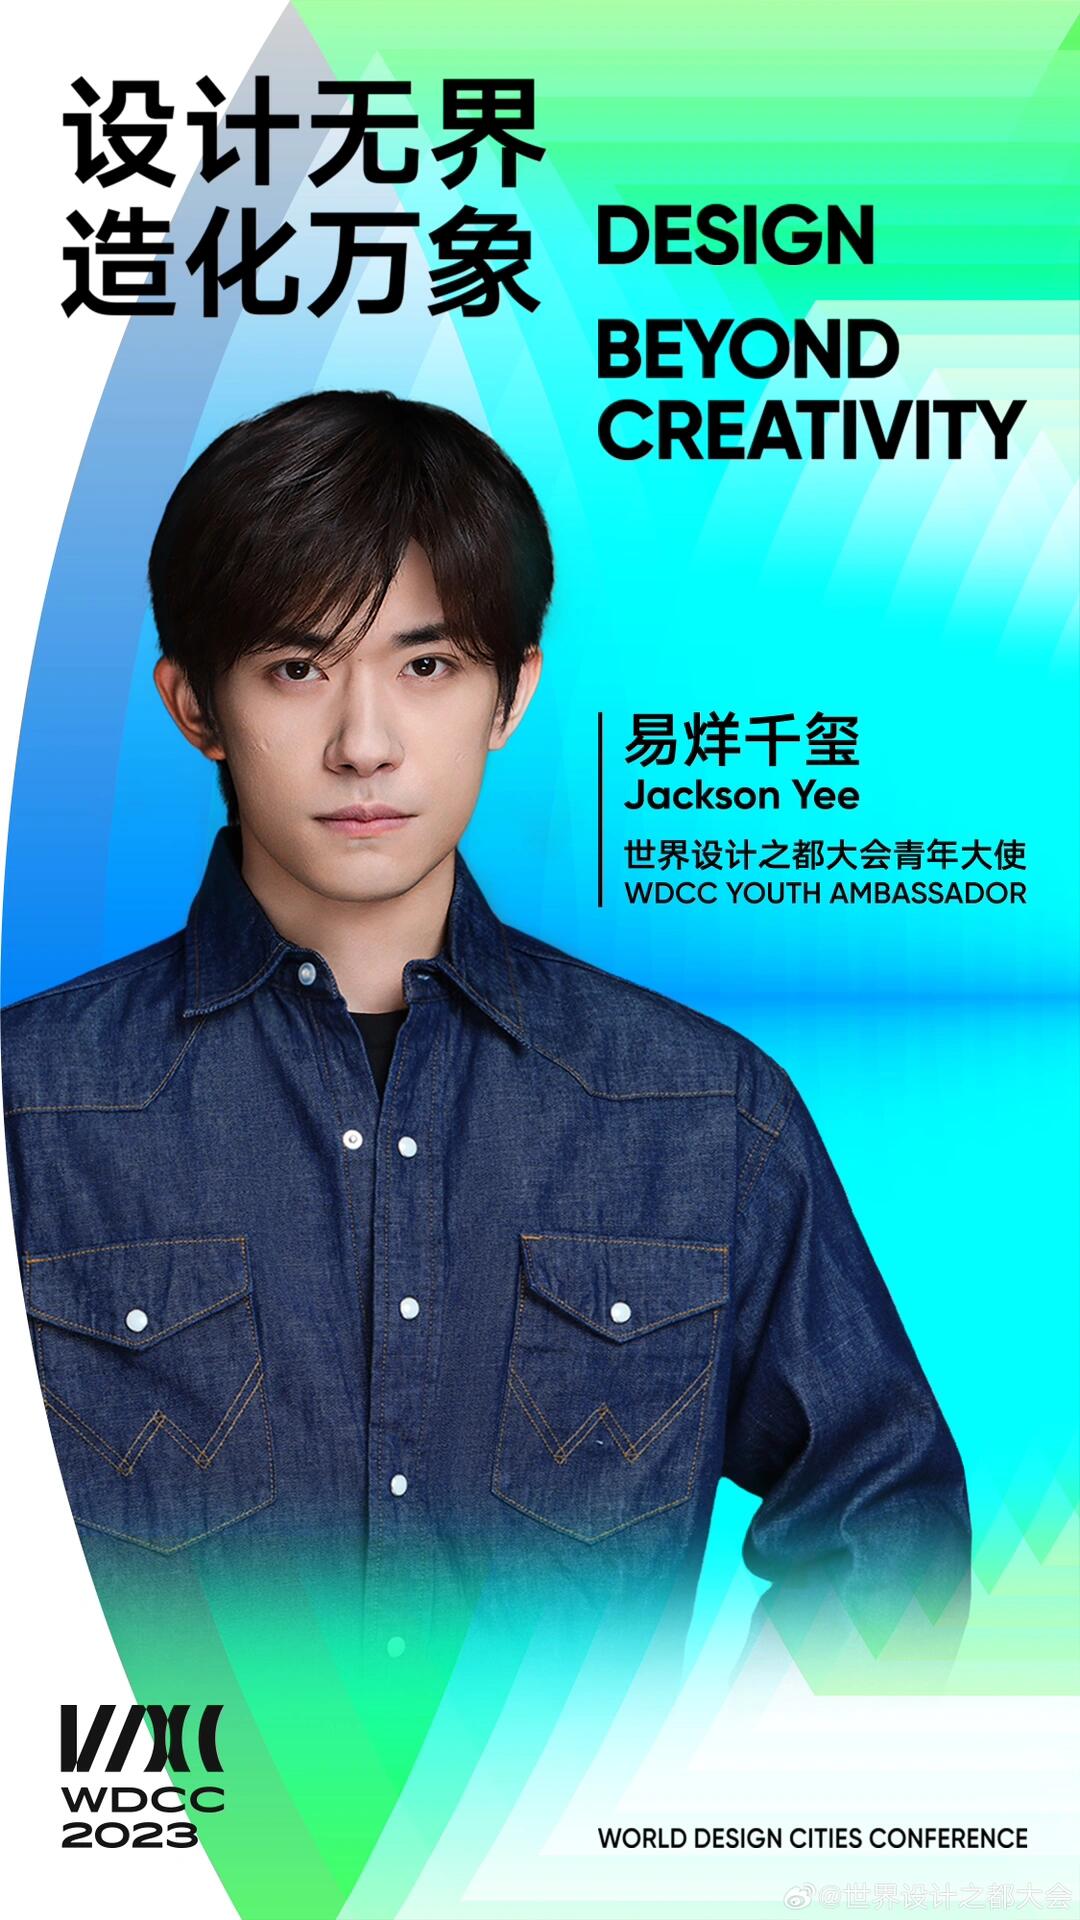 设计无界
造化万象
DESIGN
BEYOND
CREATIVITY
易烊千玺
Jackson Yee
世界设计之都大会青年大使
WDCC YOUTH AMBASSADOR
WDCC
WDCC
2023
WORLD DESIGN CITIES CONFERENCE
@世界设计之都大会